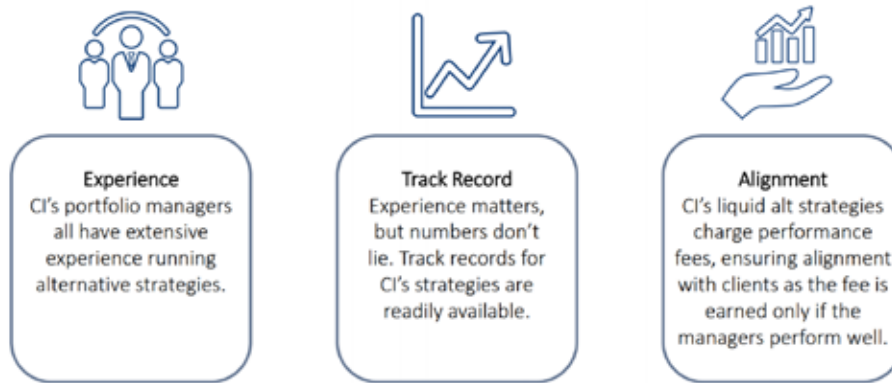 Experience
CI's portfolio managers
all have extensive
experience running
alternative strategies.
Track Record
Experience matters,
but numbers don't
lie. Track records for
CI's strategies are
readily available.
Alignment
CI's liquid alt strategies
charge performance
fees, ensuring alignment
with clients as the fee is
earned only if the
managers perform well.